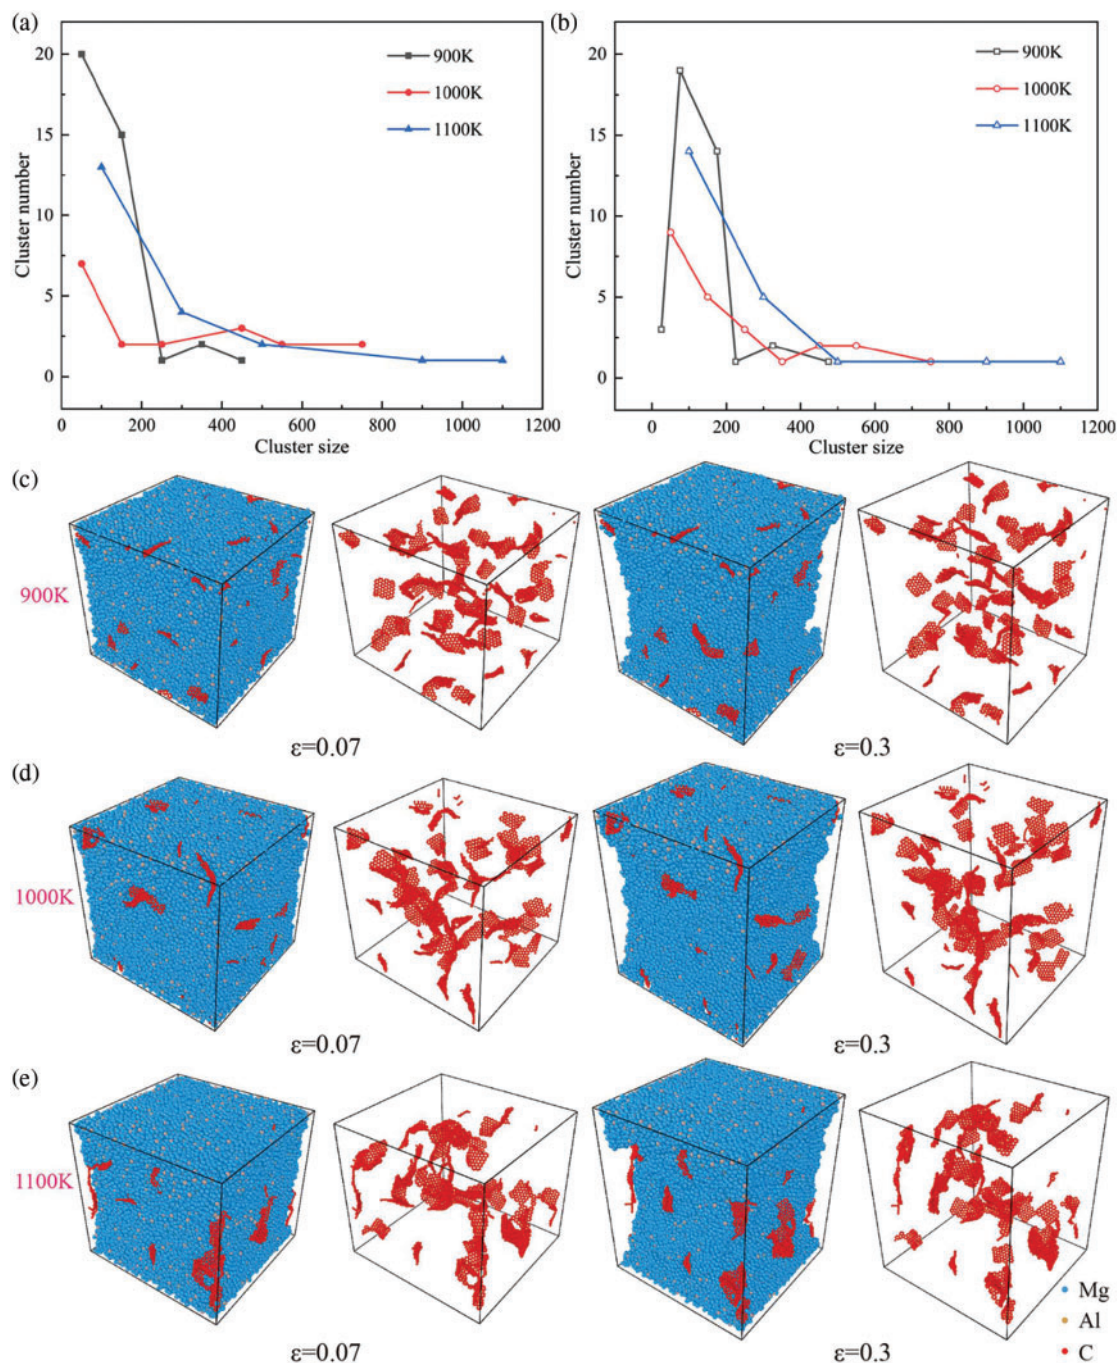 (a)
20
15
10
5
0
Cluster number
0 200 400 600 800 1000 1200
Cluster size
900K
1000K
1100K
(b)
20
15
10
5
0
Cluster number
0 200 400 600 800 1000 1200
Cluster size
900K
1000K
1100K
(c)
900K
ε=0.07 ε=0.3
(d)
1000K
ε=0.07 ε=0.3
(e)
1100K
ε=0.07 ε=0.3
Mg
Al
C